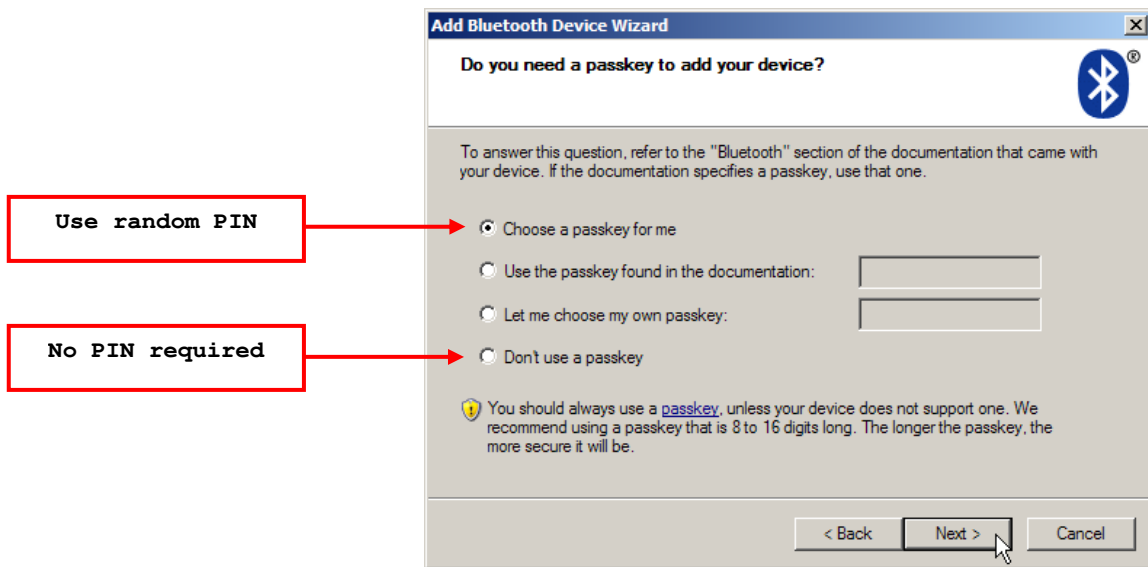 Add Bluetooth Device Wizard
Do you need a passkey to add your device?
®
To answer this question, refer to the "Bluetooth" section of the documentation that came with
your device. If the documentation specifies a passkey, use that one.
Use random PIN
Choose a passkey for me
Use the passkey found in the documentation:
Let me choose my own passkey:
No PIN required
Don't use a passkey
You should always use a passkey, unless your device does not support one. We
recommend using a passkey that is 8 to 16 digits long. The longer the passkey, the
more secure it will be.
< Back
Next >
Cancel